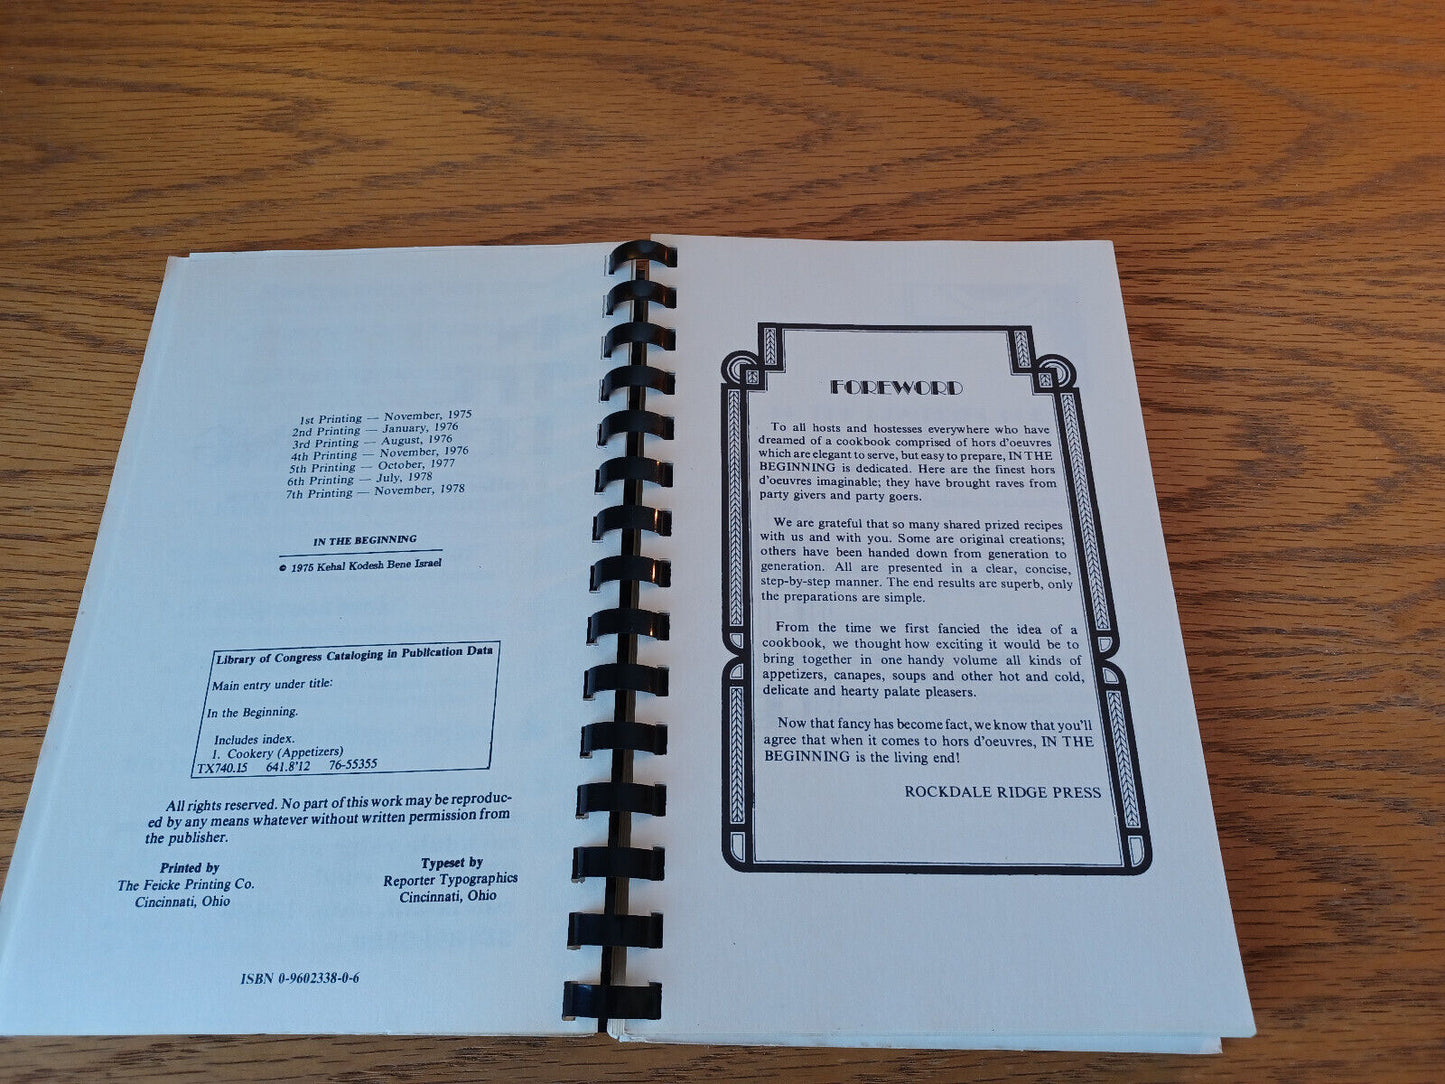 1st Printing — November, 1975
2nd Printing — January, 1976
3rd Printing — August, 1976
4th Printing — November, 1976
5th Printing — October, 1977
6th Printing — July, 1978
7th Printing — November, 1978
IN THE BEGINNING
© 1975 Kehal Kodesh Bene Israel
Library of Congress Cataloging in Publication Data
Main entry under title:
In the Beginning.
Includes index.
1. Cookery (Appetizers)
TX740.I5 641.8'12 76-55355
All rights reserved. No part of this work may be reproduc-
ed by any means whatever without written permission from
the publisher.
Printed by
The Feicke Printing Co.
Cincinnati, Ohio
Typeset by
Reporter Typographics
Cincinnati, Ohio
ISBN 0-9602338-0-6
FOREWORD
To all hosts and hostesses everywhere who have
dreamed of a cookbook comprised of hors d'oeuvres
which are elegant to serve, but easy to prepare, IN THE
BEGINNING is dedicated. Here are the finest hors
d'oeuvres imaginable; they have brought raves from
party givers and party goers.
We are grateful that so many shared prized recipes
with us and with you. Some are original creations;
others have been handed down from generation to
generation. All are presented in a clear, concise,
step-by-step manner. The end results are superb, only
the preparations are simple.
From the time we first fancied the idea of a
cookbook, we thought how exciting it would be to
bring together in one handy volume all kinds of
appetizers, canapes, soups and other hot and cold,
delicate and hearty palate pleasers.
Now that fancy has become fact, we know that you'll
agree that when it comes to hors d'oeuvres, IN THE
BEGINNING is the living end!
ROCKDALE RIDGE PRESS